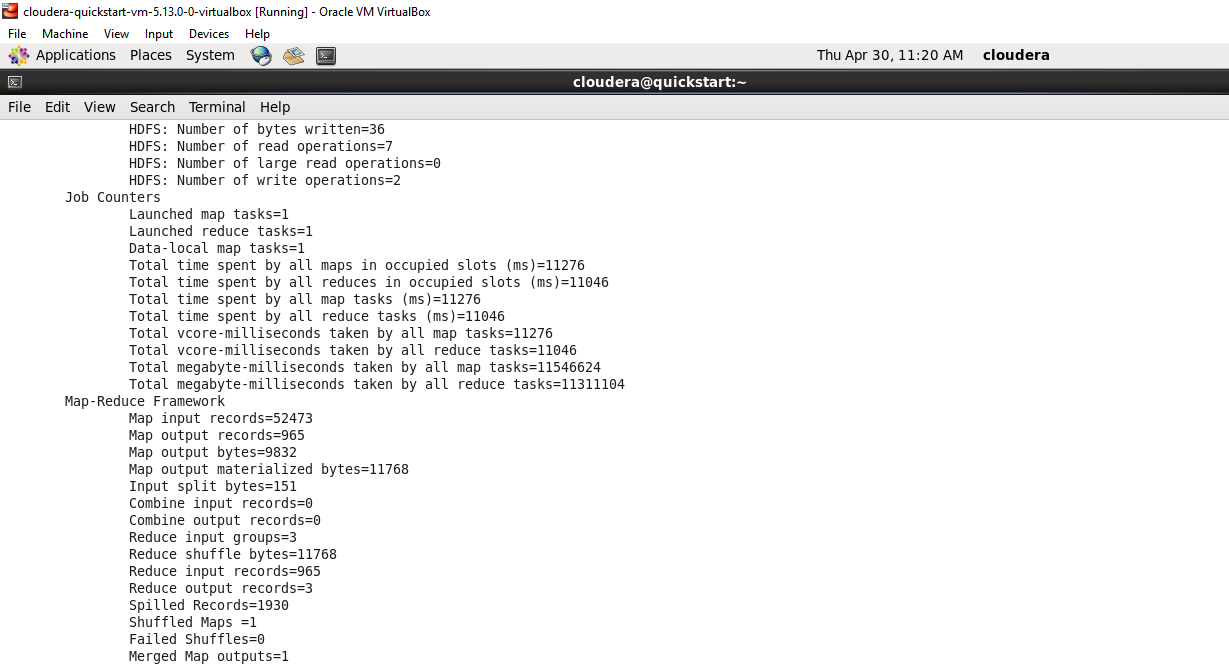 cloudera-quickstart-vm-5.13.0-0-virtualbox [Running] - Oracle VM VirtualBox
File Machine View Input Devices Help
Applications Places System Thu Apr 30, 11:20 AM cloudera
cloudera@quickstart:~
File Edit View Search Terminal Help
HDFS: Number of bytes written=36
HDFS: Number of read operations=7
HDFS: Number of large read operations=0
HDFS: Number of write operations=2
Job Counters
Launched map tasks=1
Launched reduce tasks=1
Data-local map tasks=1
Total time spent by all maps in occupied slots (ms)=11276
Total time spent by all reduces in occupied slots (ms)=11046
Total time spent by all map tasks (ms)=11276
Total time spent by all reduce tasks (ms)=11046
Total vcore-milliseconds taken by all map tasks=11276
Total vcore-milliseconds taken by all reduce tasks=11046
Total megabyte-milliseconds taken by all map tasks=11546624
Total megabyte-milliseconds taken by all reduce tasks=11311104
Map-Reduce Framework
Map input records=52473
Map output records=965
Map output bytes=9832
Map output materialized bytes=11768
Input split bytes=151
Combine input records=0
Combine output records=0
Reduce input groups=3
Reduce shuffle bytes=11768
Reduce input records=965
Reduce output records=3
Spilled Records=1930
Shuffled Maps =1
Failed Shuffles=0
Merged Map outputs=1